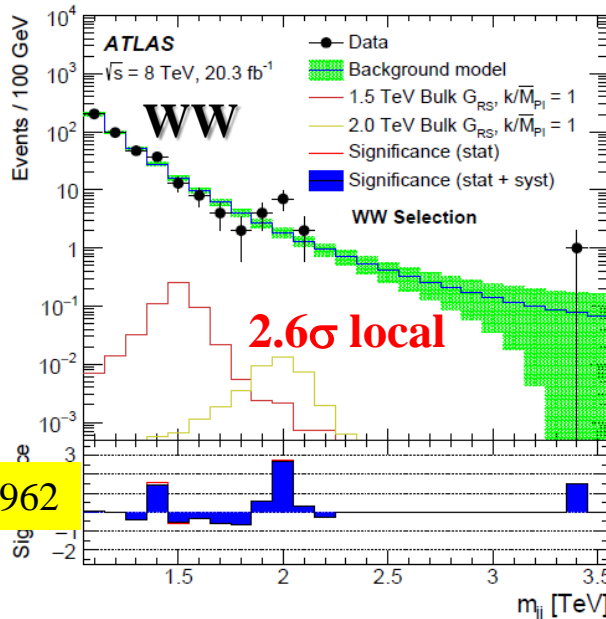 ATLAS
√s = 8 TeV, 20.3 fb⁻¹
WW
Data
Background model
1.5 TeV Bulk G_RS, k/M̅_Pl = 1
2.0 TeV Bulk G_RS, k/M̅_Pl = 1
Significance (stat)
Significance (stat + syst)
WW Selection
2.6σ local
Events / 100 GeV
10⁴
10³
10²
10
1
10⁻¹
10⁻²
10⁻³
3
962
−1
−2
1.5 2 2.5 3 3.5
m_jj [TeV]